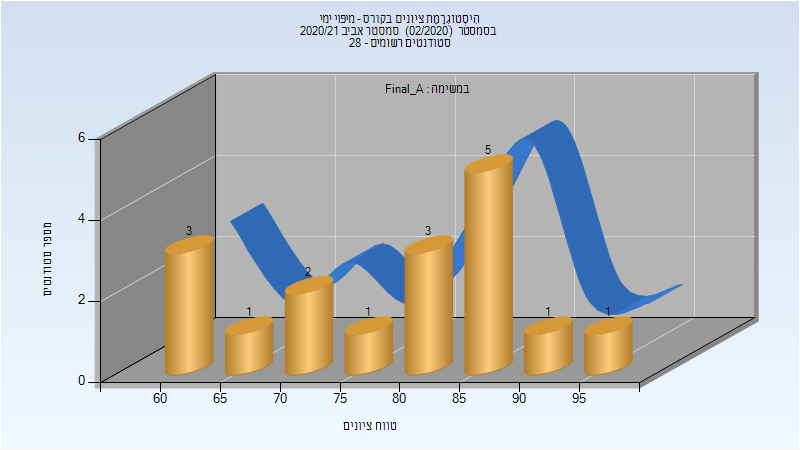 היסטוגרמת ציונים בקורס - מיפוי ימי
בסמסטר (02/2020) סמסטר אביב 2020/21
סטודנטים רשומים - 28
במשימה : Final_A
מספר סטודנטים
6
4
2
0
3
1
2
1
3
5
1
1
60 65 70 75 80 85 90 95
טווח ציונים